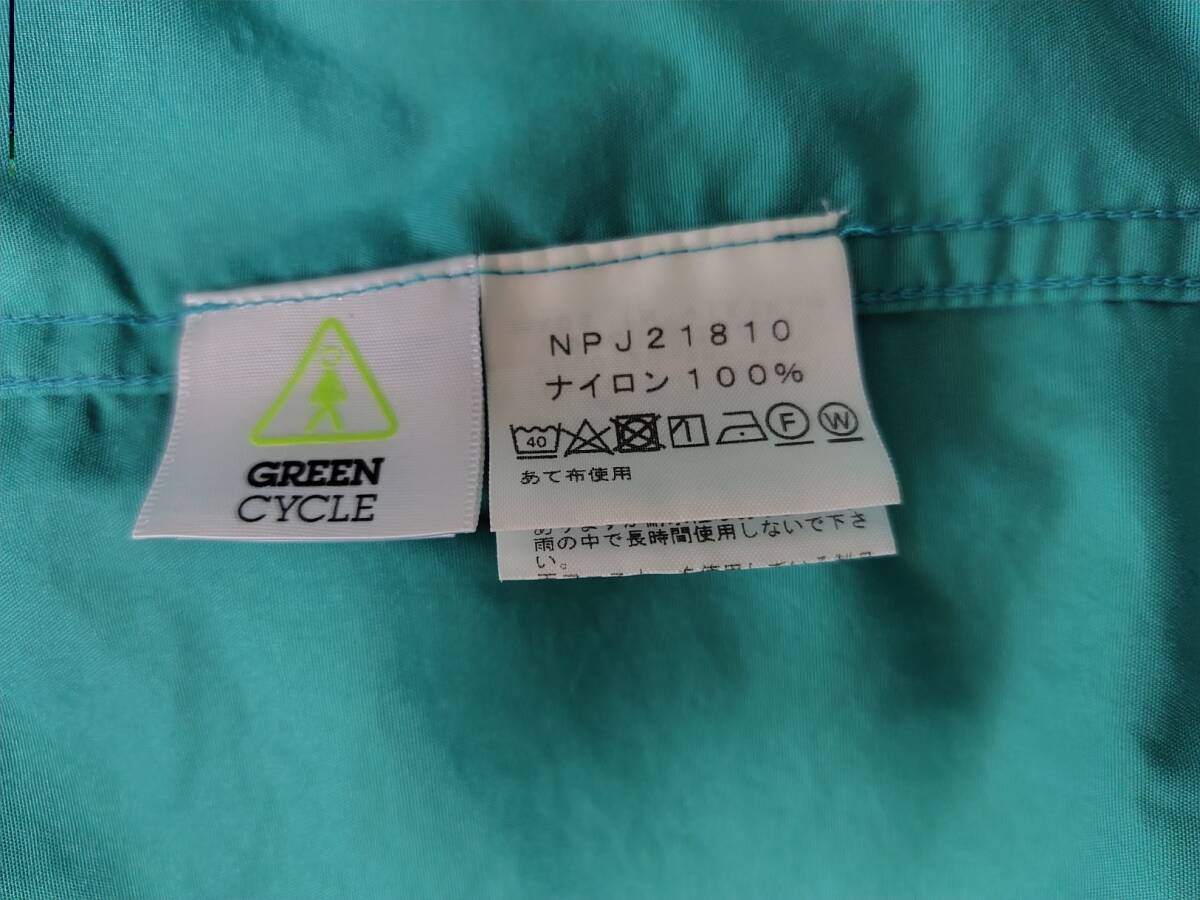 GREEN
CYCLE
NPJ21810
ナイロン100%
40 F W
あて布使用
雨の中で長時間使用しないで下さ
い。